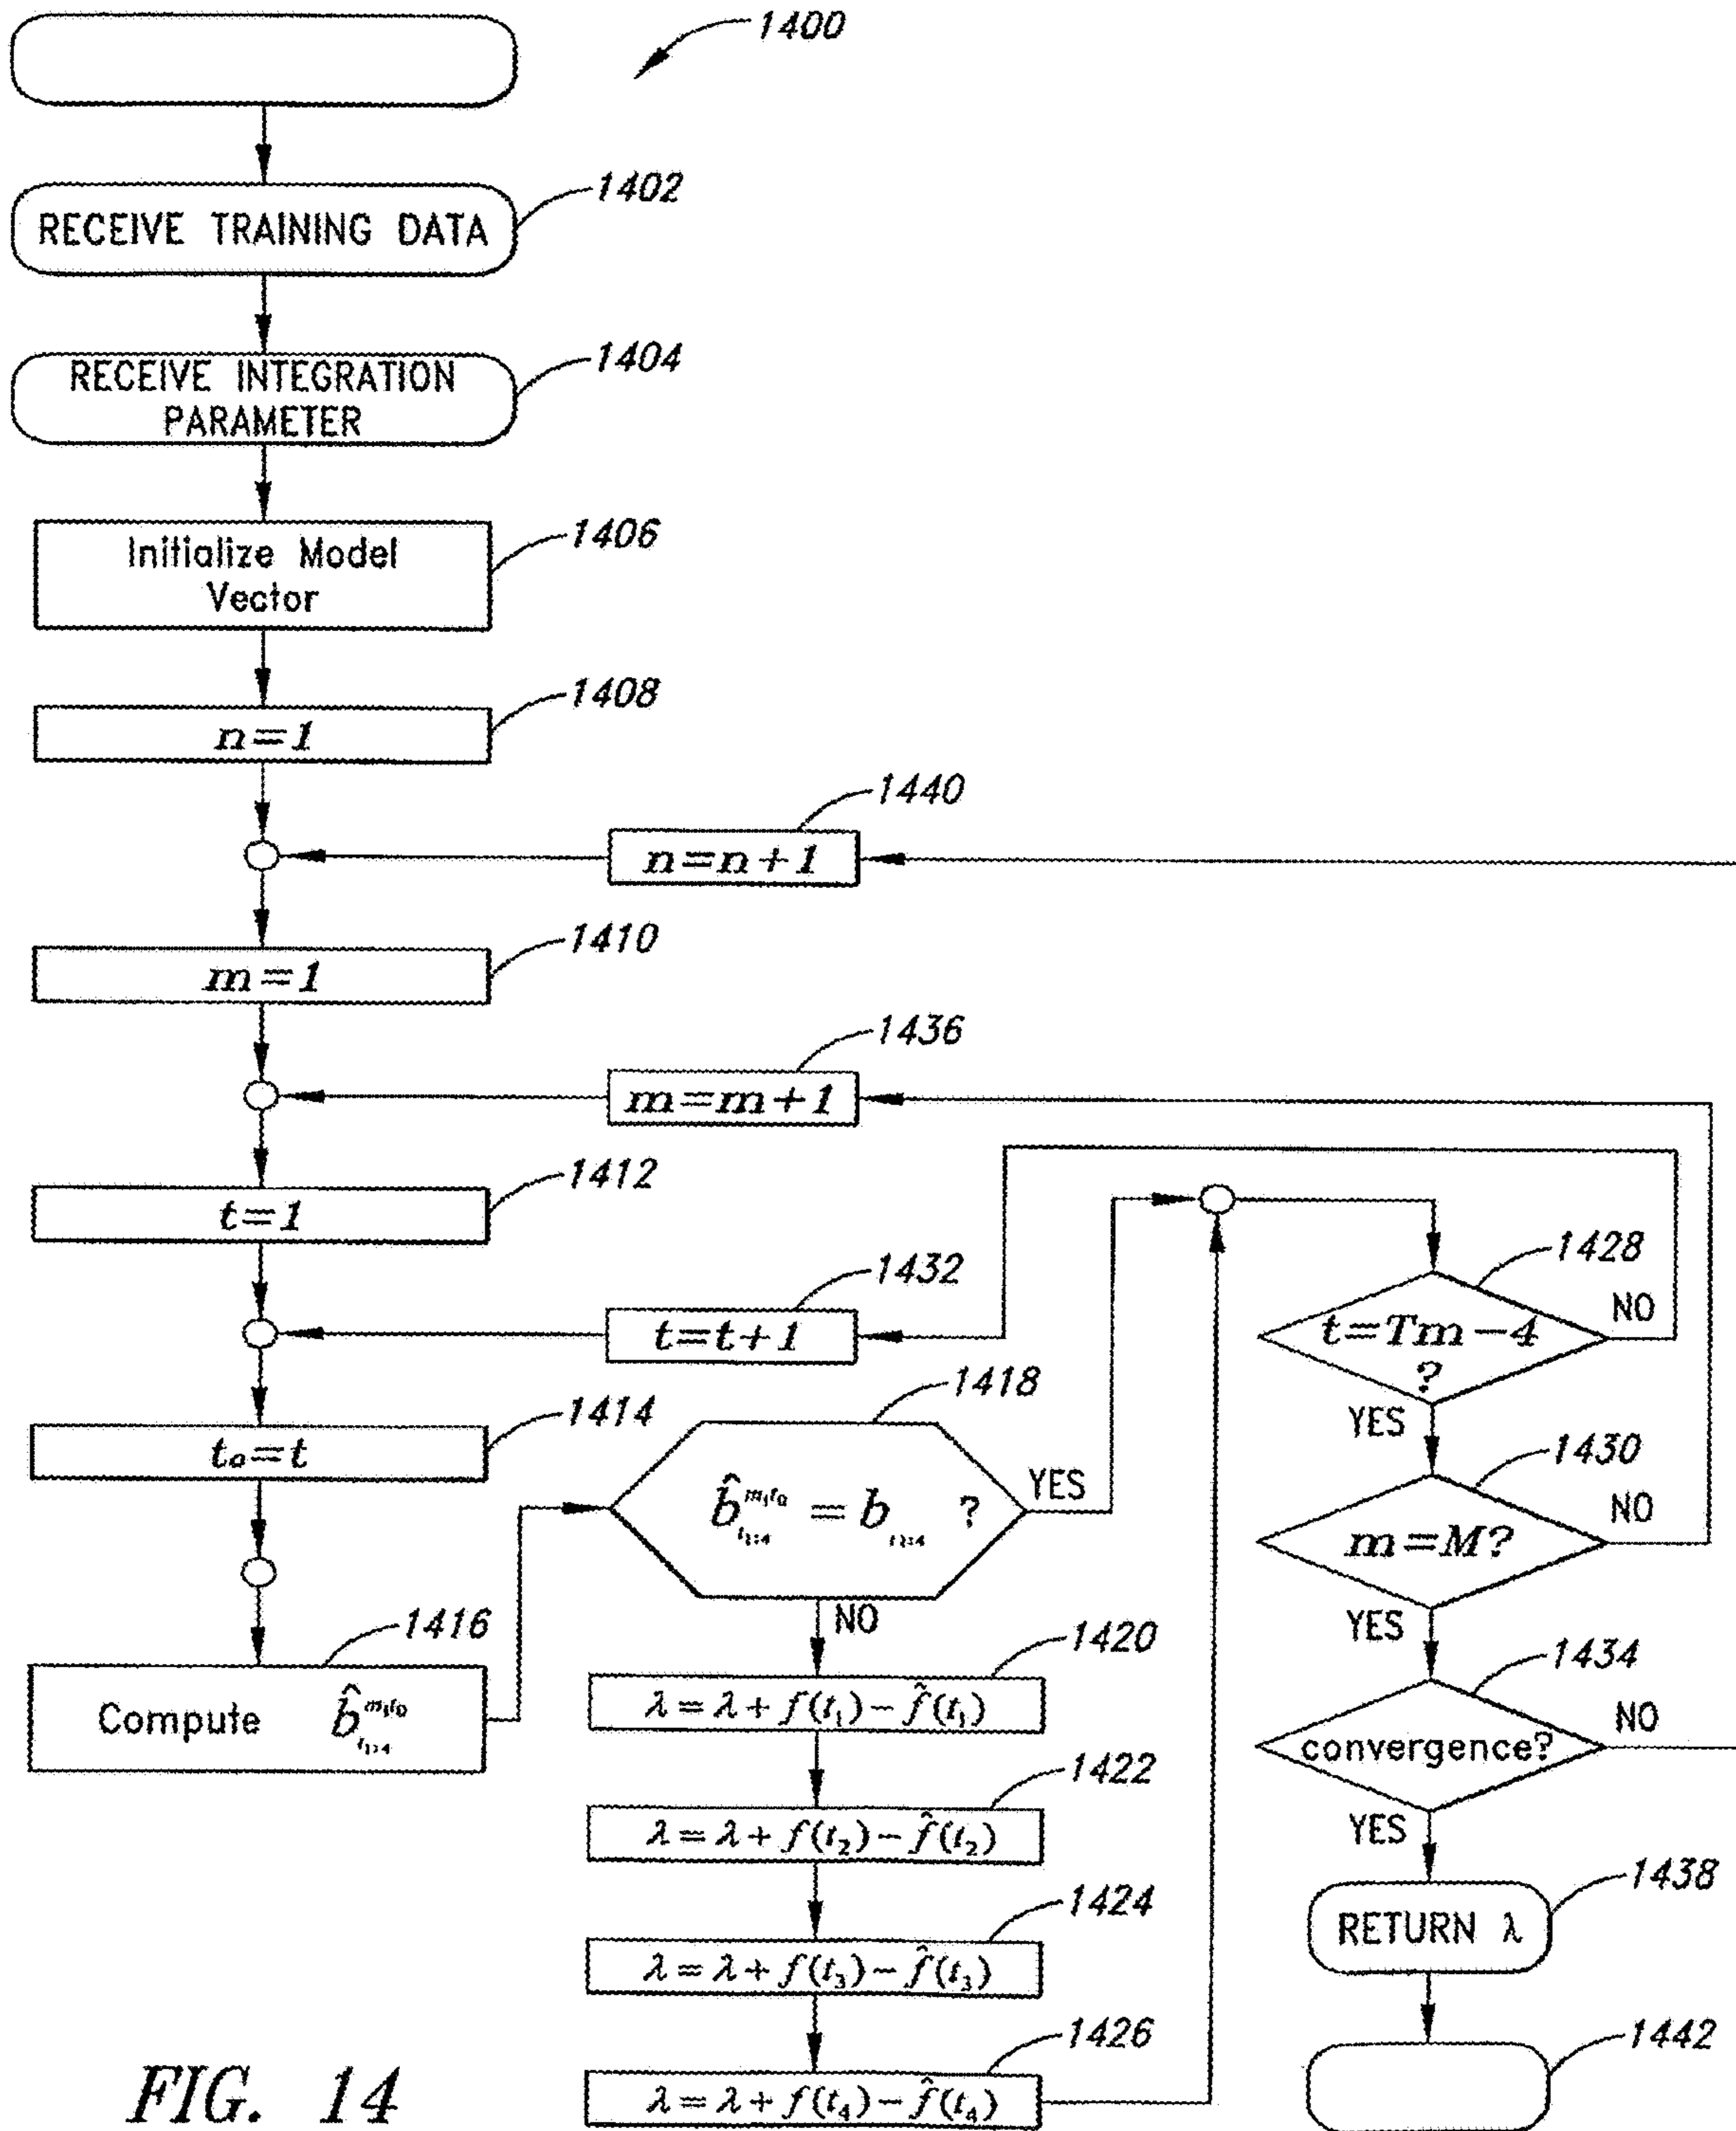 1400
1402
RECEIVE TRAINING DATA
1404
RECEIVE INTEGRATION
PARAMETER
1406
Initialize Model
Vector
1408
n=1
1440
n=n+1
1410
m=1
1436
m=m+1
1412
t=1
1432
t=t+1
1428
t=Tm-4
?
NO
YES
1414
t₀=t
1418
b̂ = b ?
YES
NO
1430
m=M?
NO
YES
1416
Compute b̂
1420
λ = λ + f(t₁) − f̂(t₁)
1434
convergence?
NO
YES
1422
λ = λ + f(t₂) − f̂(t₂)
1424
λ = λ + f(t₃) − f̂(t₃)
1438
RETURN λ
1426
λ = λ + f(t₄) − f̂(t₄)
1442
FIG. 14